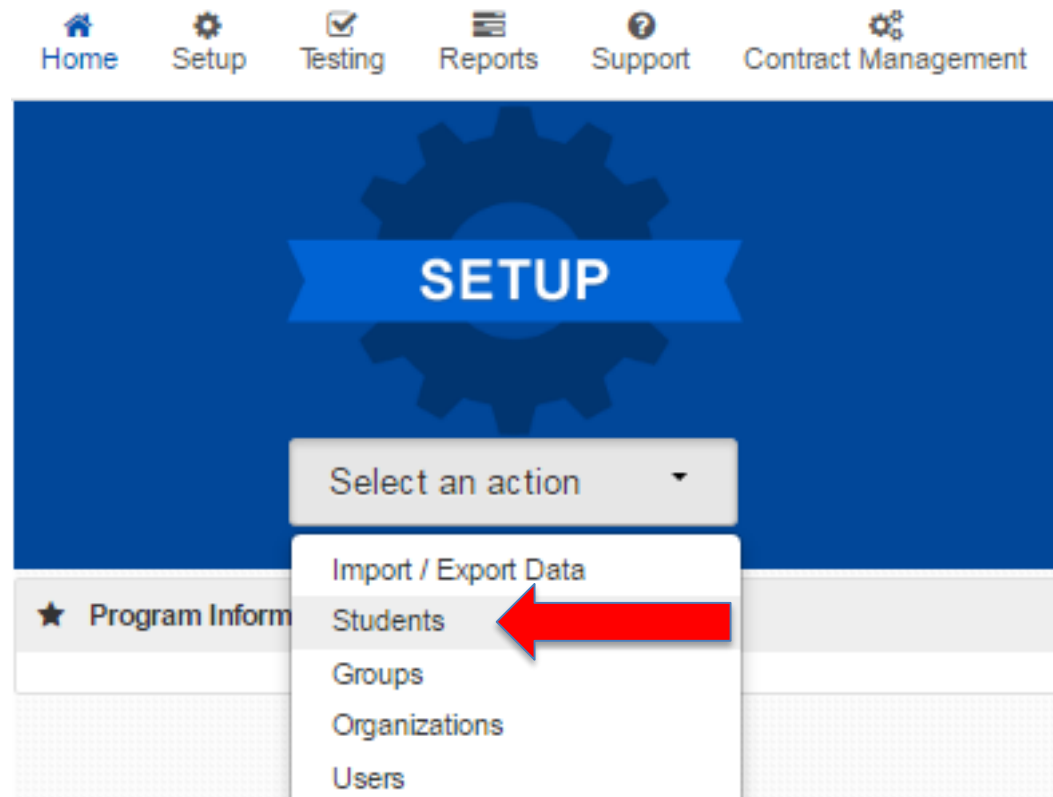 Home Setup Testing Reports Support Contract Management
SETUP
Select an action
Import / Export Data
Program Inform
Students
Groups
Organizations
Users